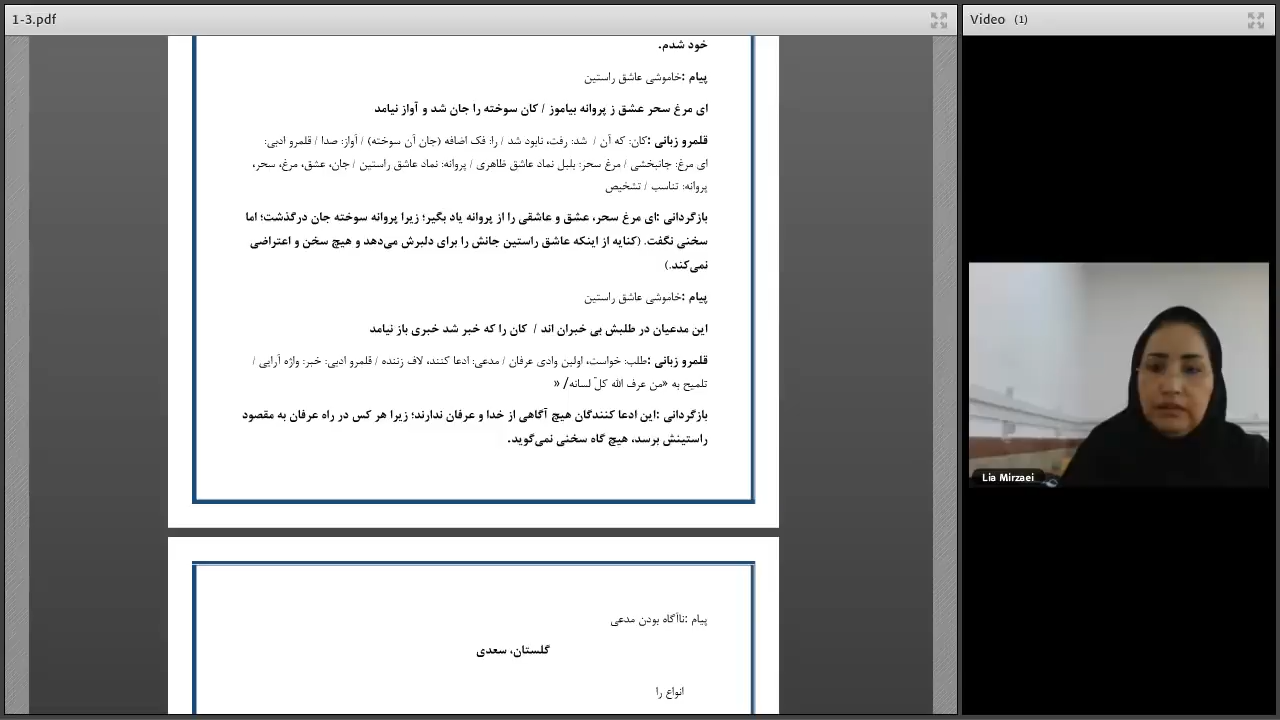 1-3.pdf
Video (1)
خود شدم.
پیام :خاموشی عاشق راستین
ای مرغ سحر عشق ز پروانه بیاموز / کان سوخته را جان شد و آواز نیامد
قلمرو زبانی :کان: که آن / شد: رفت، نابود شد / را: فک اضافه (جان آن سوخته) / آواز: صدا / قلمرو ادبی:
ای مرغ: جانبخشی / مرغ سحر: بلبل نماد عاشق ظاهری / پروانه: نماد عاشق راستین / جان، عشق، مرغ، سحر،
پروانه: تناسب / تشخیص
بازگردانی :ای مرغ سحر، عشق و عاشقی را از پروانه یاد بگیر؛ زیرا پروانه سوخته جان درگذشت؛ اما
سخنی نگفت. (کنایه از اینکه عاشق راستین جانش را برای دلبرش می‌دهد و هیچ سخن و اعتراضی
نمی‌کند.)
پیام :خاموشی عاشق راستین
این مدعیان در طلبش بی خبران اند / کان را که خبر شد خبری باز نیامد
قلمرو زبانی :طلب: خواست، اولین وادی عرفان / مدعی: ادعا کنند، لاف زننده / قلمرو ادبی: خبر: واژه آرایی /
تلمیح به «من عرف الله کلّ لسانه/ «
بازگردانی :این ادعا کنندگان هیچ آگاهی از خدا و عرفان ندارند؛ زیرا هر کس در راه عرفان به مقصود
راستینش برسد، هیچ گاه سخنی نمی‌گوید.
پیام :ناآگاه بودن مدعی
گلستان، سعدی
انواع را
Lia Mirzaei